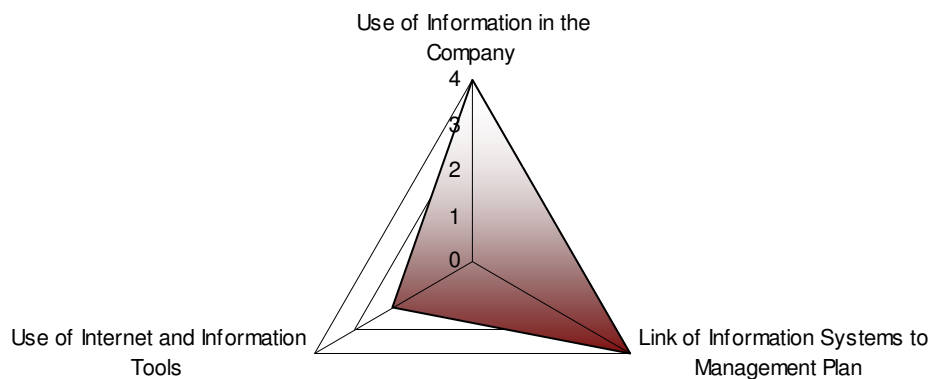 Use of Information in the
Company
4
3
2
1
0
Use of Internet and Information
Tools
Link of Information Systems to
Management Plan